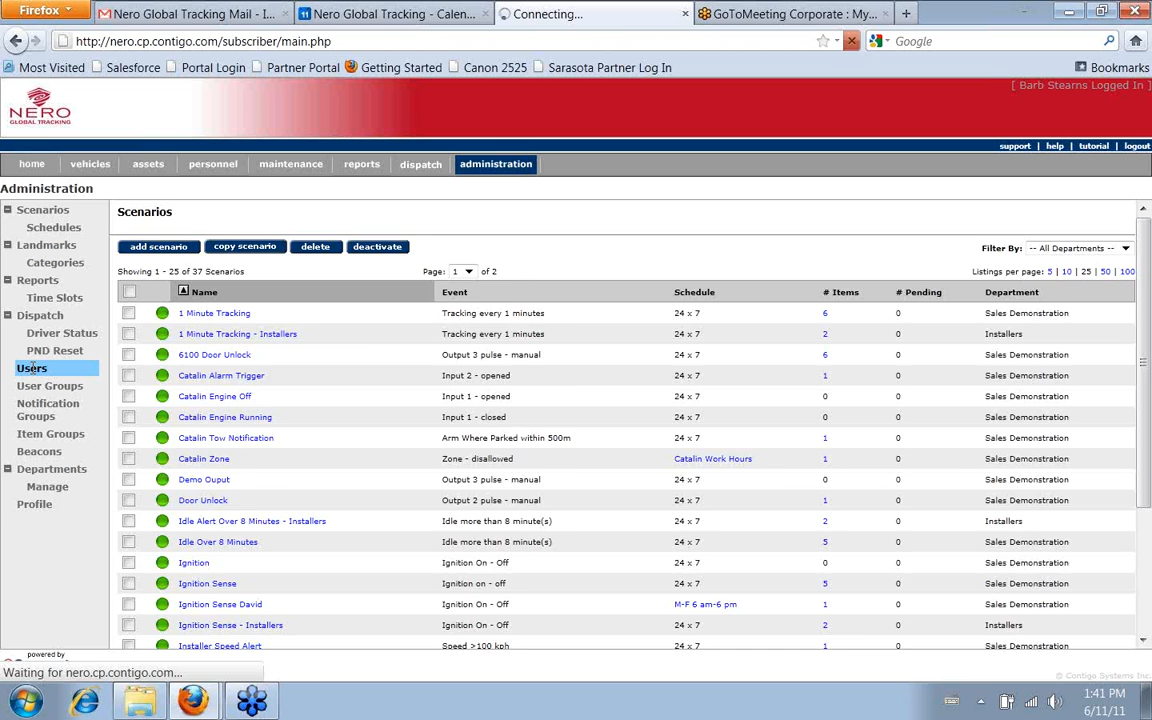 Firefox
Nero Global Tracking Mail - I...
11 Nero Global Tracking - Calen...
Connecting...
GoToMeeting Corporate : My...
http://nero.cp.contigo.com/subscriber/main.php
Google
Most Visited Salesforce Portal Login Partner Portal Getting Started Canon 2525 Sarasota Partner Log In Bookmarks
[ Barb Stearns Logged In ]
NERO
GLOBAL TRACKING
support | help | tutorial | logout
home vehicles assets personnel maintenance reports dispatch administration
Administration
Scenarios
Schedules
Landmarks
Categories
Reports
Time Slots
Dispatch
Driver Status
PND Reset
Users
User Groups
Notification
Groups
Item Groups
Beacons
Departments
Manage
Profile
powered by
Scenarios
add scenario copy scenario delete deactivate Filter By: -- All Departments --
Showing 1 - 25 of 37 Scenarios Page: 1 of 2 Listings per page: 5 | 10 | 25 | 50 | 100
Name Event Schedule # Items # Pending Department
1 Minute Tracking Tracking every 1 minutes 24 x 7 6 0 Sales Demonstration
1 Minute Tracking - Installers Tracking every 1 minutes 24 x 7 2 0 Installers
6100 Door Unlock Output 3 pulse - manual 24 x 7 6 0 Sales Demonstration
Catalin Alarm Trigger Input 2 - opened 24 x 7 1 0 Sales Demonstration
Catalin Engine Off Input 1 - opened 24 x 7 0 0 Sales Demonstration
Catalin Engine Running Input 1 - closed 24 x 7 0 0 Sales Demonstration
Catalin Tow Notification Arm Where Parked within 500m 24 x 7 1 0 Sales Demonstration
Catalin Zone Zone - disallowed Catalin Work Hours 1 0 Sales Demonstration
Demo Ouput Output 3 pulse - manual 24 x 7 0 0 Sales Demonstration
Door Unlock Output 2 pulse - manual 24 x 7 1 0 Sales Demonstration
Idle Alert Over 8 Minutes - Installers Idle more than 8 minute(s) 24 x 7 2 0 Installers
Idle Over 8 Minutes Idle more than 8 minute(s) 24 x 7 5 0 Sales Demonstration
Ignition Ignition On - Off 24 x 7 0 0 Sales Demonstration
Ignition Sense Ignition on - off 24 x 7 5 0 Sales Demonstration
Ignition Sense David Ignition On - Off M-F 6 am-6 pm 1 0 Sales Demonstration
Ignition Sense - Installers Ignition On - Off 24 x 7 2 0 Installers
Installer Speed Alert Speed >100 kph 24 x 7 1 0 Sales Demonstration
Waiting for nero.cp.contigo.com...
© Contigo Systems Inc.
1:41 PM
6/11/11